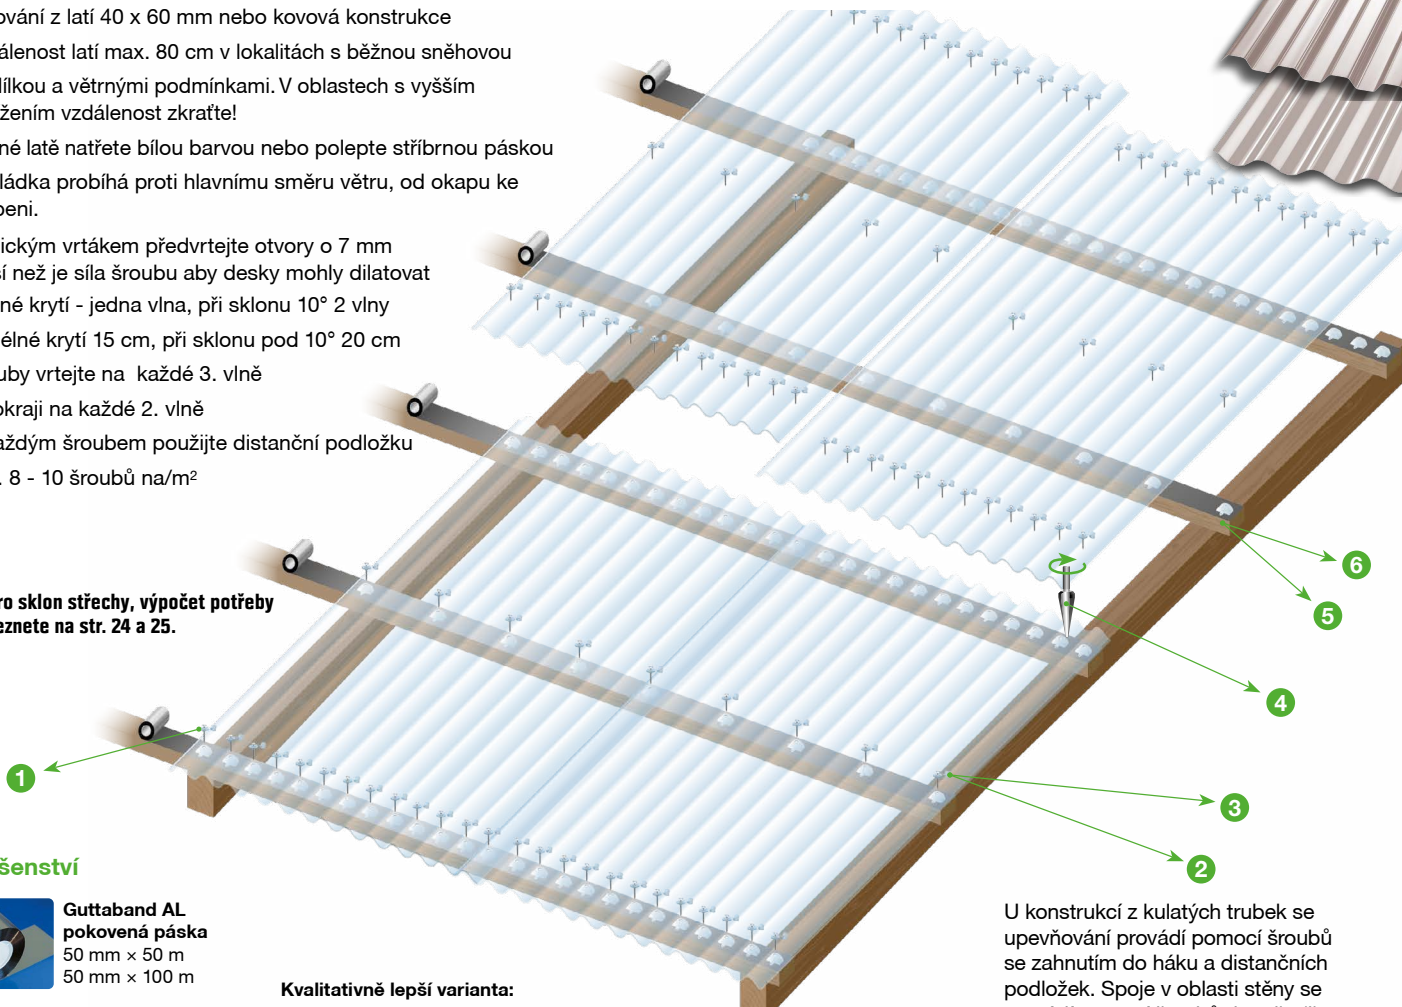 ování z latí 40 x 60 mm nebo kovová konstrukce
álenost latí max. 80 cm v lokalitách s běžnou sněhovou
dílkou a větrnými podmínkami. V oblastech s vyšším
žením vzdálenost zkraťte!
né latě natřete bílou barvou nebo polepte stříbrnou páskou
ládka probíhá proti hlavnímu směru větru, od okapu ke
beni.
ickým vrtákem předvrtejte otvory o 7 mm
ší než je síla šroubu aby desky mohly dilatovat
né krytí - jedna vlna, při sklonu 10° 2 vlny
élné krytí 15 cm, při sklonu pod 10° 20 cm
uby vrtejte na každé 3. vlně
okraji na každé 2. vlně
aždým šroubem použijte distanční podložku
. 8 - 10 šroubů na/m²
ro sklon střechy, výpočet potřeby
eznete na str. 24 a 25.
6
5
4
1
3
2
šenství
Guttaband AL
pokovená páska
50 mm × 50 m
50 mm × 100 m
Kvalitativně lepší varianta:
U konstrukcí z kulatých trubek se
upevňování provádí pomocí šroubů
se zahnutím do háku a distančních
podložek. Spoje v oblasti stěny se